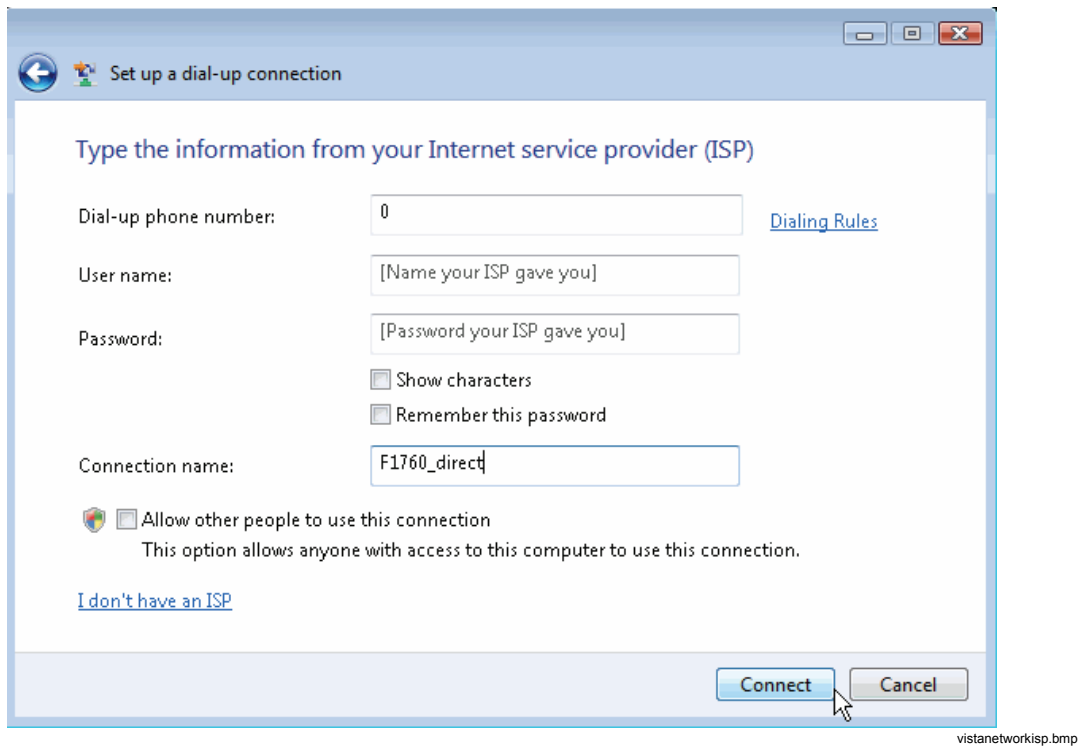 Set up a dial-up connection
Type the information from your Internet service provider (ISP)
Dial-up phone number:
0
Dialing Rules
User name:
[Name your ISP gave you]
Password:
[Password your ISP gave you]
Show characters
Remember this password
Connection name:
F1760_direct
Allow other people to use this connection
This option allows anyone with access to this computer to use this connection.
I don't have an ISP
Connect
Cancel
vistanetworkisp.bmp